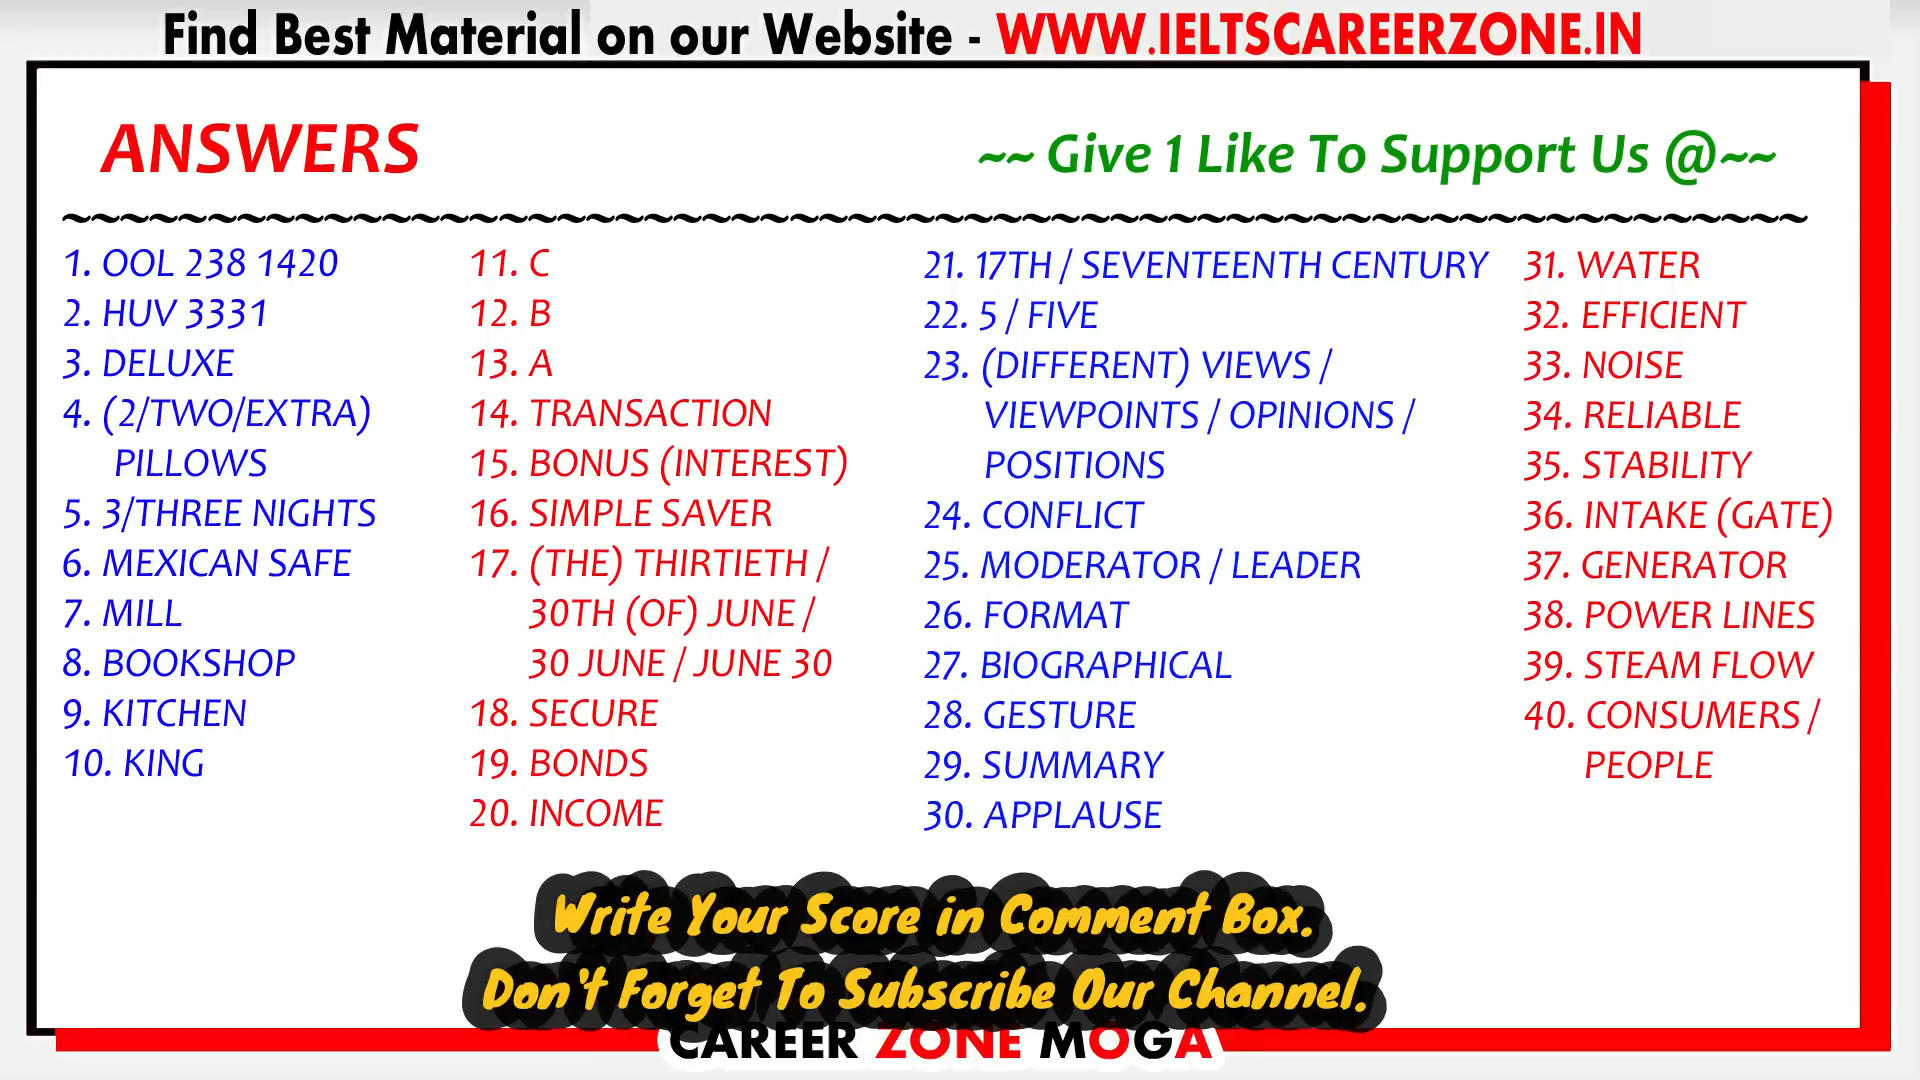 Find Best Material on our Website - WWW.IELTSCAREERZONE.IN
ANSWERS
~~ Give 1 Like To Support Us @~~
~~~~~~~~~~~~~~~~~~~~~~~~~~~~~~~~~~~~~~~~~~~~~~~~~~~~~~~~~~~~
1. OOL 238 1420
2. HUV 3331
3. DELUXE
4. (2/TWO/EXTRA)
PILLOWS
5. 3/THREE NIGHTS
6. MEXICAN SAFE
7. MILL
8. BOOKSHOP
9. KITCHEN
10. KING
11. C
12. B
13. A
14. TRANSACTION
15. BONUS (INTEREST)
16. SIMPLE SAVER
17. (THE) THIRTIETH /
30TH (OF) JUNE /
30 JUNE / JUNE 30
18. SECURE
19. BONDS
20. INCOME
21. 17TH / SEVENTEENTH CENTURY
22. 5 / FIVE
23. (DIFFERENT) VIEWS /
VIEWPOINTS / OPINIONS /
POSITIONS
24. CONFLICT
25. MODERATOR / LEADER
26. FORMAT
27. BIOGRAPHICAL
28. GESTURE
29. SUMMARY
30. APPLAUSE
31. WATER
32. EFFICIENT
33. NOISE
34. RELIABLE
35. STABILITY
36. INTAKE (GATE)
37. GENERATOR
38. POWER LINES
39. STEAM FLOW
40. CONSUMERS /
PEOPLE
Write Your Score in Comment Box.
Don't Forget To Subscribe Our Channel.
CAREER ZONE MOGA